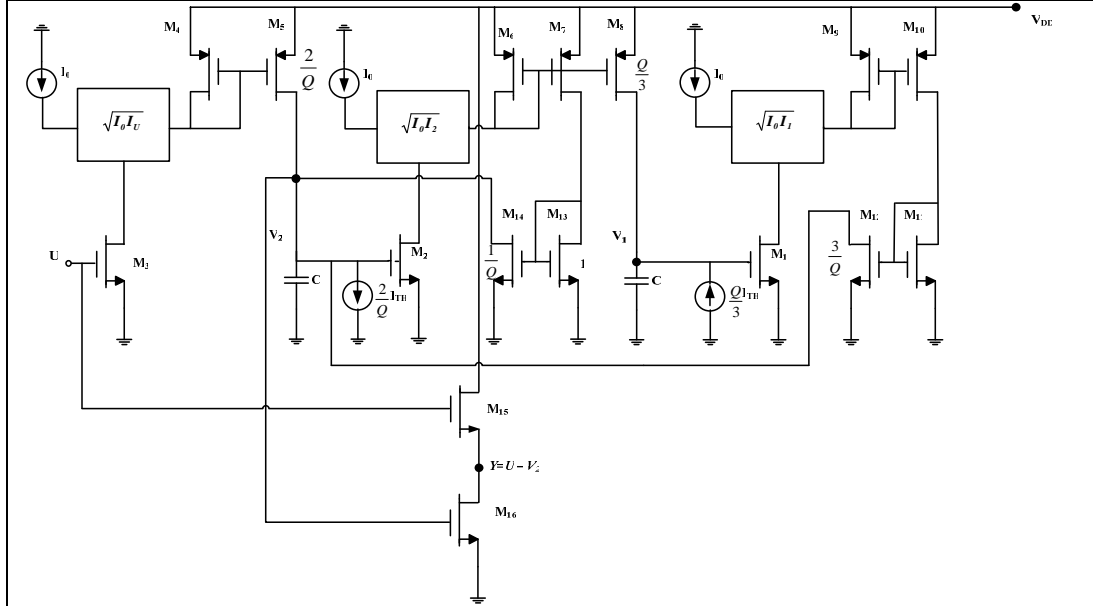 M4
M5
M6
M7
M8
M9
M10
VDD
I0
2/Q
I0
Q/3
I0
√I0IU
√I0I2
√I0I1
M14
M13
V2
V1
U
M3
M2
1/Q
1
M1
3/Q
C
2/Q ITH
C
Q/3 ITH
M15
Y=U – V2
M16